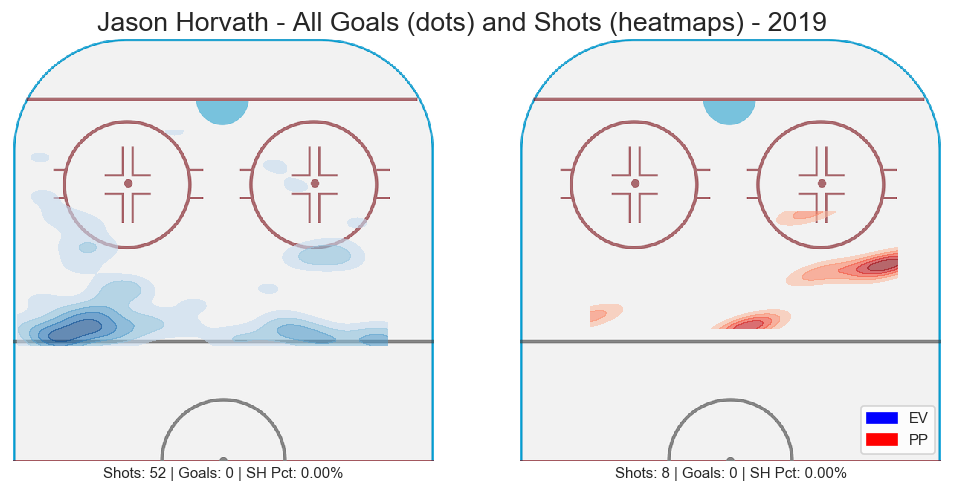 Jason Horvath - All Goals (dots) and Shots (heatmaps) - 2019
EV
PP
Shots: 52 | Goals: 0 | SH Pct: 0.00%
Shots: 8 | Goals: 0 | SH Pct: 0.00%